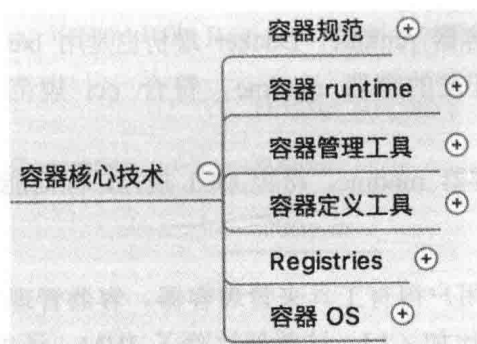 容器规范
容器 runtime
容器管理工具
容器核心技术
容器定义工具
Registries
容器 OS